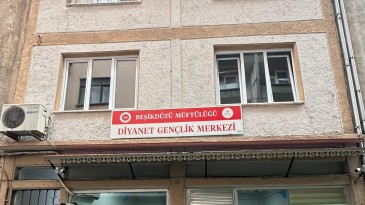 BEŞİKDÜZÜ MÜFTÜLÜĞÜ
DİYANET GENÇLİK MERKEZİ